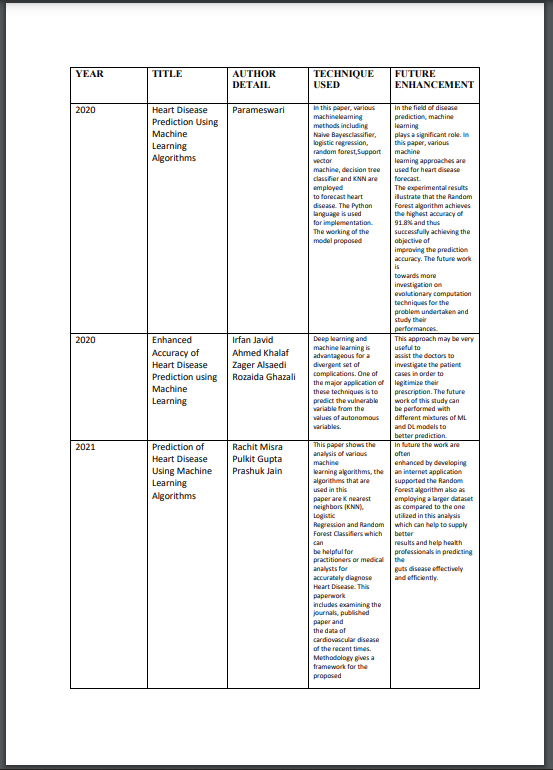 YEAR
TITLE
AUTHOR
DETAIL
TECHNIQUE
USED
FUTURE
ENHANCEMENT
2020
Heart Disease
Prediction Using
Machine
Learning
Algorithms
Parameswari
In this paper, various
machinelearning
methods including
Naive Bayesclassifier,
logistic regression,
random forest,Support
vector
machine, decision tree
classifier and KNN are
employed
to forecast heart
disease. The Python
language is used
for implementation.
The working of the
model proposed
In the field of disease
prediction, machine
learning
plays a significant role. In
this paper, various
machine
learning approaches are
used for heart disease
forecast.
The experimental results
illustrate that the Random
Forest algorithm achieves
the highest accuracy of
91.8% and thus
successfully achieving the
objective of
improving the prediction
accuracy. The future work
is
towards more
investigation on
evolutionary computation
techniques for the
problem undertaken and
study their
performances.
2020
Enhanced
Accuracy of
Heart Disease
Prediction using
Machine
Learning
Irfan Javid
Ahmed Khalaf
Zager Alsaedi
Rozaida Ghazali
Deep learning and
machine learning is
advantageous for a
divergent set of
complications. One of
the major application of
these techniques is to
predict the vulnerable
variable from the
values of autonomous
variables.
This approach may be very
useful to
assist the doctors to
investigate the patient
cases in order to
legitimize their
prescription. The future
work of this study can
be performed with
different mixtures of ML
and DL models to
better prediction.
2021
Prediction of
Heart Disease
Using Machine
Learning
Algorithms
Rachit Misra
Pulkit Gupta
Prashuk Jain
This paper shows the
analysis of various
machine
learning algorithms, the
algorithms that are
used in this
paper are K nearest
neighbors (KNN),
Logistic
Regression and Random
Forest Classifiers which
can
be helpful for
practitioners or medical
analysts for
accurately diagnose
Heart Disease. This
paperwork
includes examining the
journals, published
paper and
the data of
cardiovascular disease
of the recent times.
Methodology gives a
framework for the
proposed
In future the work are
often
enhanced by developing
an internet application
supported the Random
Forest algorithm also as
employing a larger dataset
as compared to the one
utilized in this analysis
which can help to supply
better
results and help health
professionals in predicting
the
guts disease effectively
and efficiently.